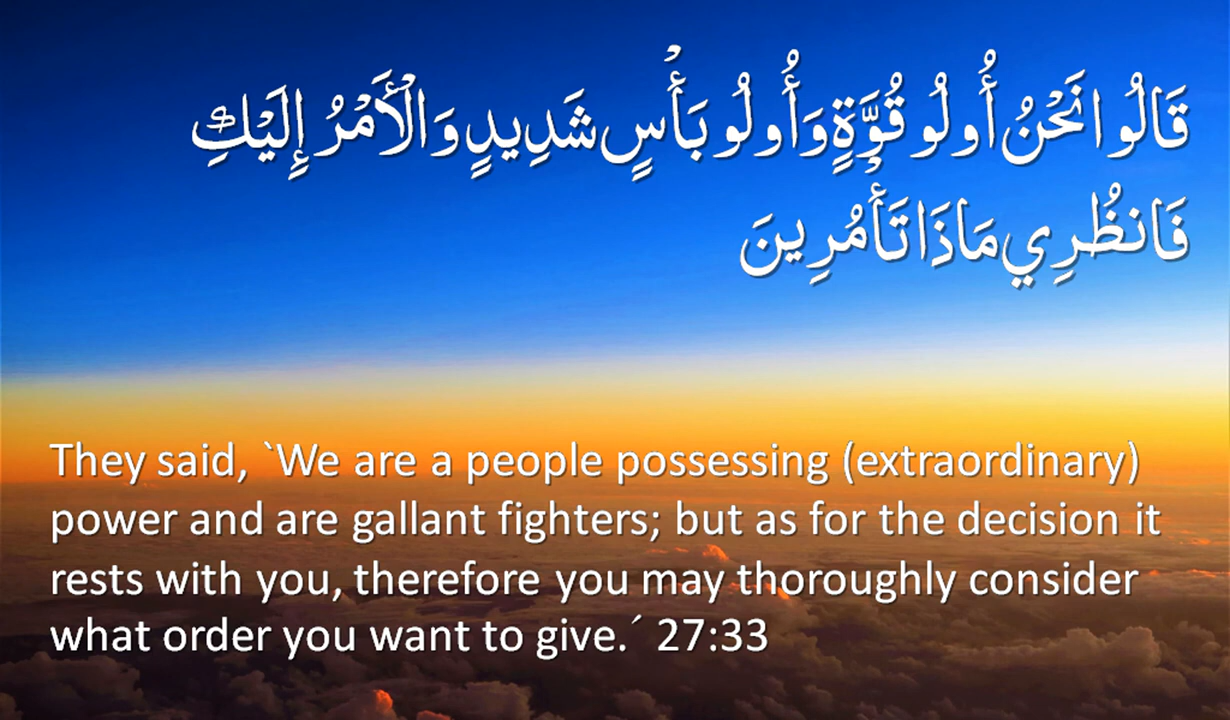 قَالُوا نَحْنُ أُولُو قُوَّةٍ وَأُولُو بَأْسٍ شَدِيدٍ وَالْأَمْرُ إِلَيْكِ
فَانظُرِي مَاذَا تَأْمُرِينَ
They said, `We are a people possessing (extraordinary)
power and are gallant fighters; but as for the decision it
rests with you, therefore you may thoroughly consider
what order you want to give.´ 27:33